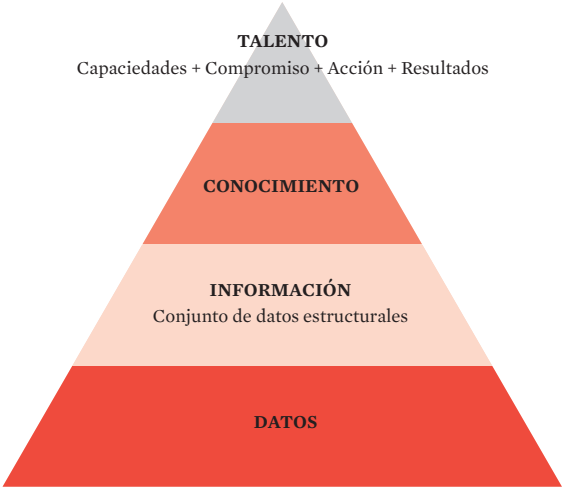 TALENTO
Capaciedades + Compromiso + Acción + Resultados
CONOCIMIENTO
INFORMACIÓN
Conjunto de datos estructurales
DATOS